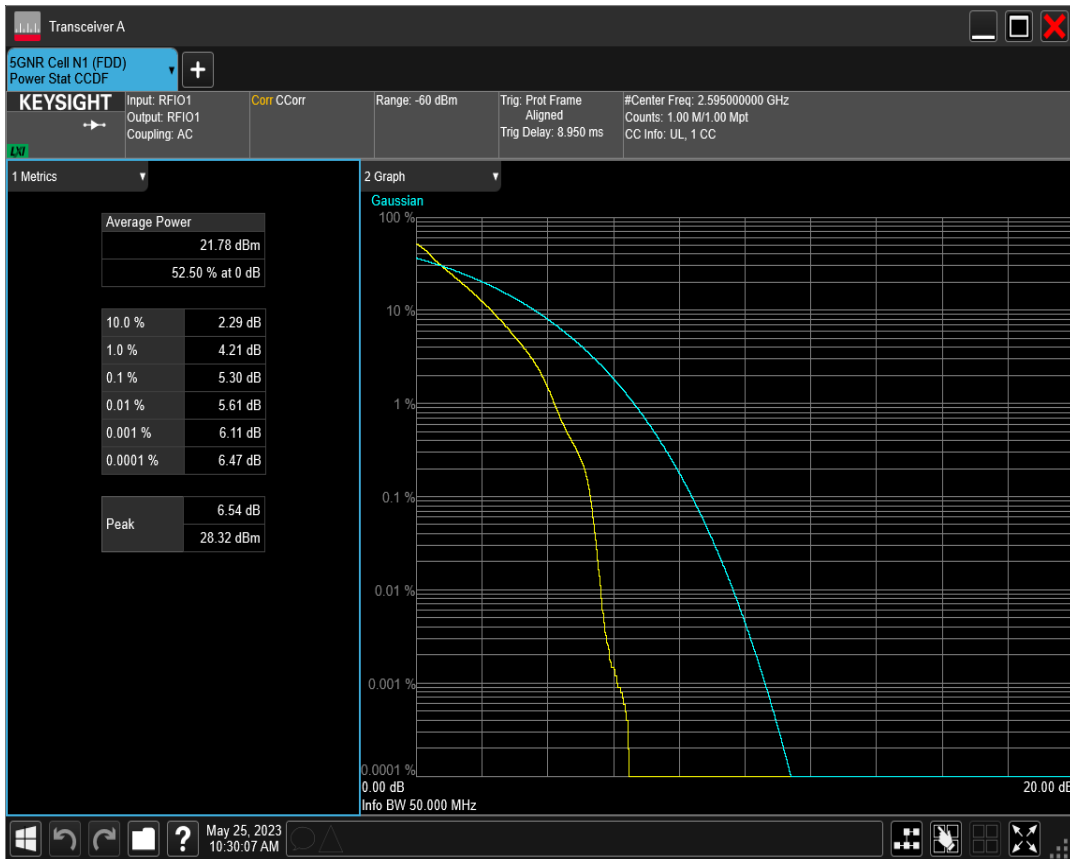 Transceiver A
5GNR Cell N1 (FDD)
Power Stat CCDF
+
KEYSIGHT
LXI
Input: RFIO1
Output: RFIO1
Coupling: AC
Corr CCorr
Range: -60 dBm
Trig: Prot Frame
Aligned
Trig Delay: 8.950 ms
#Center Freq: 2.595000000 GHz
Counts: 1.00 M/1.00 Mpt
CC Info: UL, 1 CC
1 Metrics
Average Power
21.78 dBm
52.50 % at 0 dB
10.0 % 2.29 dB
1.0 % 4.21 dB
0.1 % 5.30 dB
0.01 % 5.61 dB
0.001 % 6.11 dB
0.0001 % 6.47 dB
Peak 6.54 dB
28.32 dBm
2 Graph
Gaussian
100 %
10 %
1 %
0.1 %
0.01 %
0.001 %
0.0001 %
0.00 dB 20.00 dB
Info BW 50.000 MHz
?
May 25, 2023
10:30:07 AM